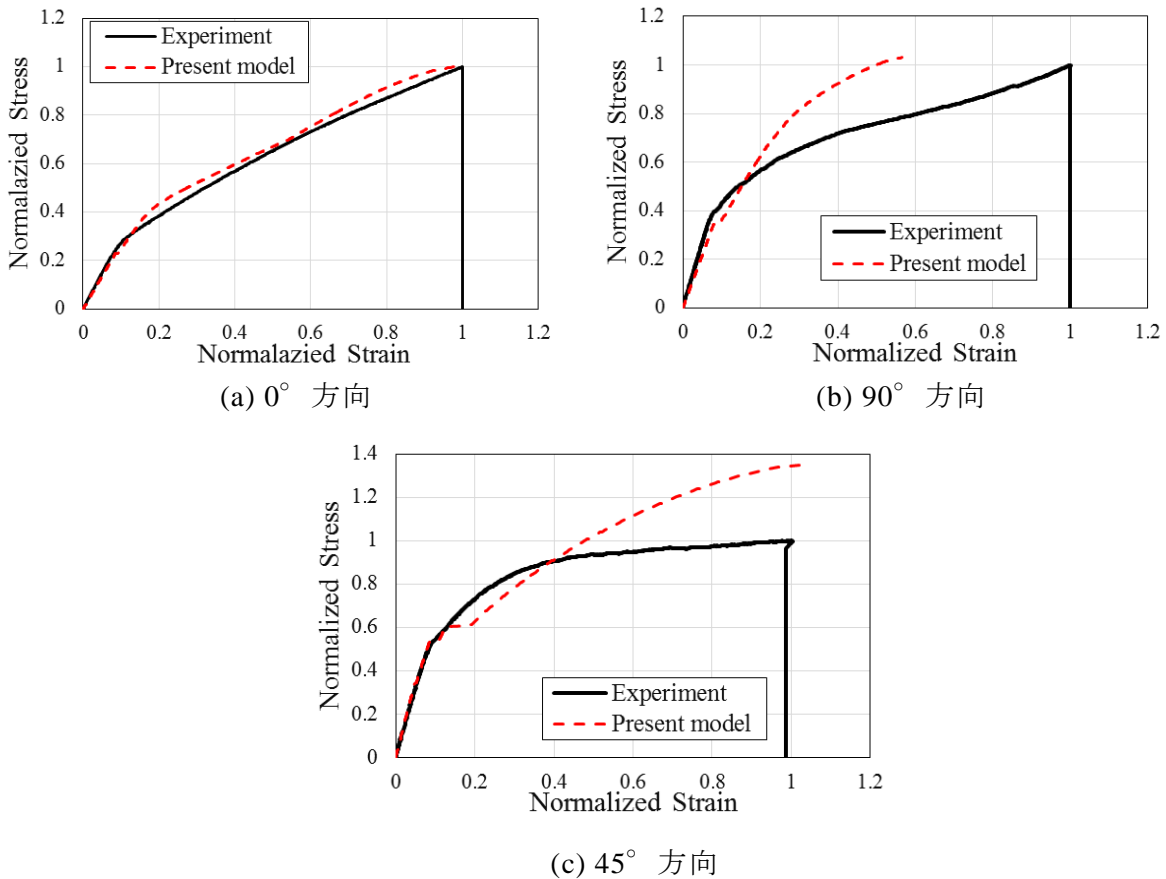 1.2
1
0.8
0.6
0.4
0.2
0
Normalazied Stress
Experiment
Present model
0 0.2 0.4 0.6 0.8 1 1.2
Normalazied Strain
(a) 0° 方向
1.2
1
0.8
0.6
0.4
0.2
0
Normalized Stress
Experiment
Present model
0 0.2 0.4 0.6 0.8 1 1.2
Normalized Strain
(b) 90° 方向
1.4
1.2
1
0.8
0.6
0.4
0.2
0
Normalized Stress
Experiment
Present model
0 0.2 0.4 0.6 0.8 1 1.2
Normalized Strain
(c) 45° 方向